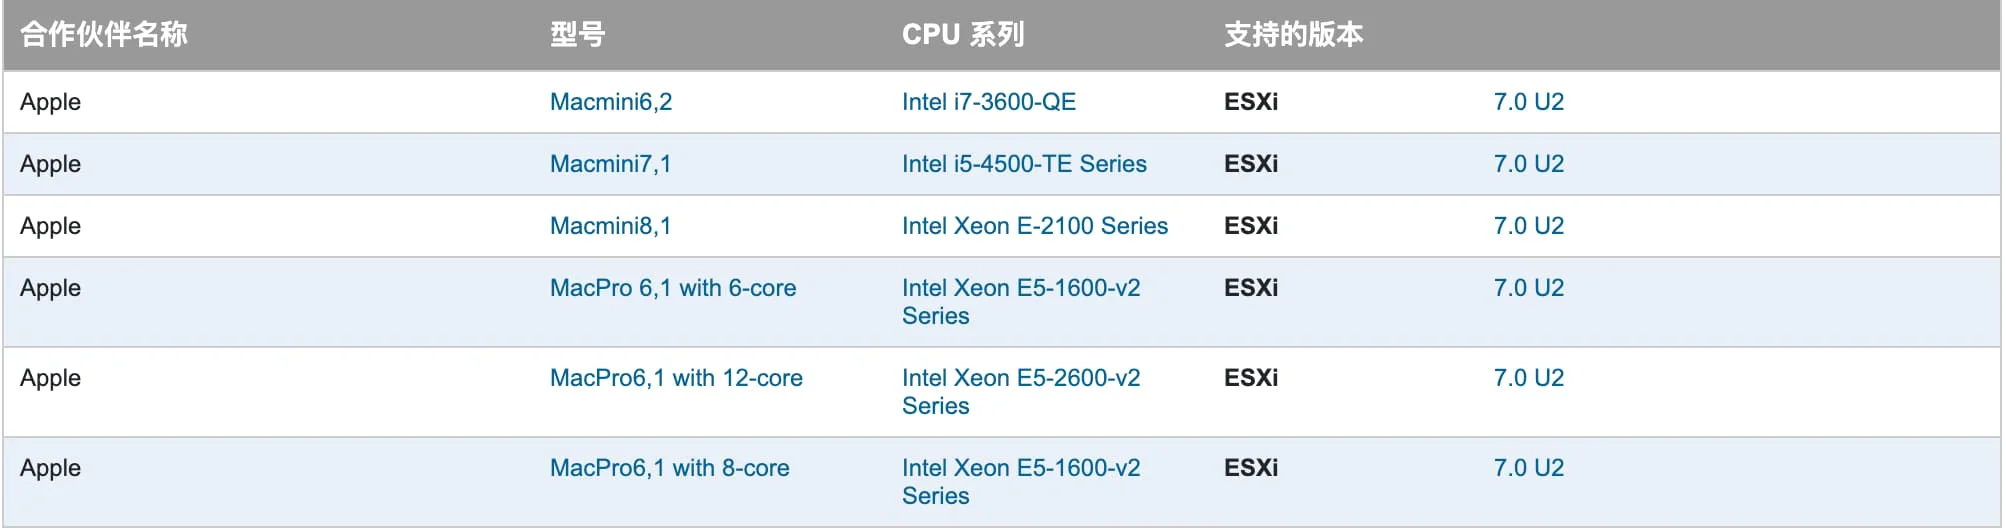 合作伙伴名称 型号 CPU 系列 支持的版本
Apple Macmini6,2 Intel i7-3600-QE ESXi 7.0 U2
Apple Macmini7,1 Intel i5-4500-TE Series ESXi 7.0 U2
Apple Macmini8,1 Intel Xeon E-2100 Series ESXi 7.0 U2
Apple MacPro 6,1 with 6-core Intel Xeon E5-1600-v2 ESXi 7.0 U2
Series
Apple MacPro6,1 with 12-core Intel Xeon E5-2600-v2 ESXi 7.0 U2
Series
Apple MacPro6,1 with 8-core Intel Xeon E5-1600-v2 ESXi 7.0 U2
Series